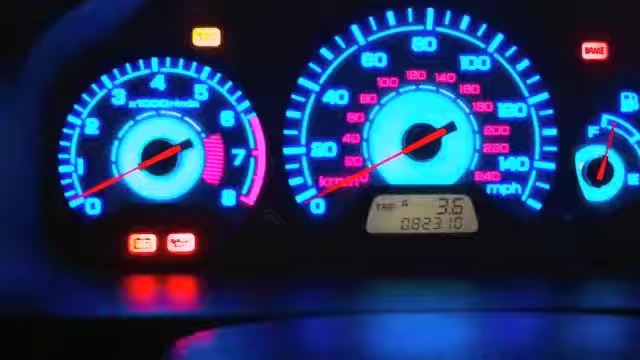 0 1 2 3 4 5 6 7 8
x1000r/min
0 20 40 60 80 100 120 140
mph
20 40 60 80 100 120 140 160 180 200 220 240
km/h
TRIP A 3.6
082310
BRAKE
F
E